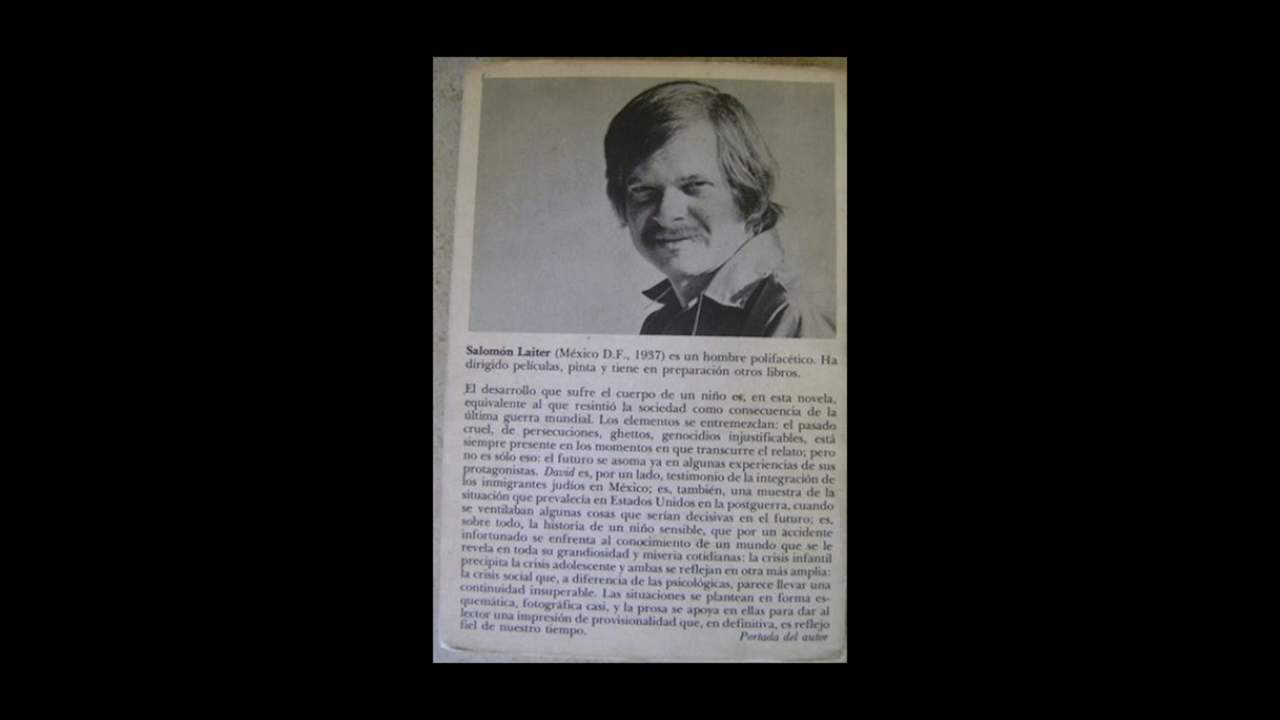 Salomón Laiter (México D.F., 1937) es un hombre polifacético. Ha
dirigido películas, pinta y tiene en preparación otros libros.
El desarrollo que sufre el cuerpo de un niño es, en esta novela,
equivalente al que resintió la sociedad como consecuencia de la
última guerra mundial. Los elementos se entremezclan: el pasado
cruel, de persecuciones, ghettos, genocidios injustificables, está
siempre presente en los momentos en que transcurre el relato; pero
no es sólo eso: el futuro se asoma ya en algunas experiencias de sus
protagonistas. David es, por un lado, testimonio de la integración de
los inmigrantes judíos en México; es, también, una muestra de la
situación que prevalecía en Estados Unidos en la postguerra, cuando
se ventilaban algunas cosas que serían decisivas en el futuro; es,
sobre todo, la historia de un niño sensible, que por un accidente
infortunado se enfrenta al conocimiento de un mundo que se le
revela en toda su grandiosidad y miseria cotidianas: la crisis infantil
precipita la crisis adolescente y ambas se reflejan en otra más amplia:
la crisis social que, a diferencia de las psicológicas, parece llevar una
continuidad insuperable. Las situaciones se plantean en forma es-
quemática, fotográfica casi, y la prosa se apoya en ellas para dar al
lector una impresión de provisionalidad que, en definitiva, es reflejo
fiel de nuestro tiempo.
Portada del autor